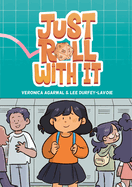 JUST
ROLL
WITH IT
VERONICA AGARWAL & LEE DURFEY-LAVOIE